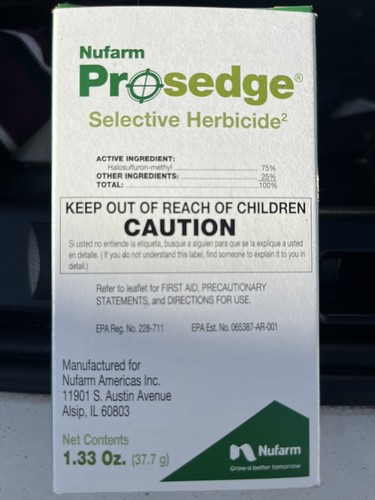 Nufarm
Prosedge®
Selective Herbicide²
ACTIVE INGREDIENT:
Halosulfuron-methyl 75%
OTHER INGREDIENTS: 25%
TOTAL: 100%
KEEP OUT OF REACH OF CHILDREN
CAUTION
Si usted no entiende la etiqueta, busque a alguien para que se la explique a usted
en detalle. ( If you do not understand this label, find someone to explain it to you in
detail.)
Refer to leaflet for FIRST AID, PRECAUTIONARY
STATEMENTS, and DIRECTIONS FOR USE.
EPA Reg. No. 228-711 EPA Est. No. 065387-AR-001
Manufactured for
Nufarm Americas Inc.
11901 S. Austin Avenue
Alsip, IL 60803
Net Contents
1.33 Oz. (37.7 g)
Nufarm
Grow a better tomorrow